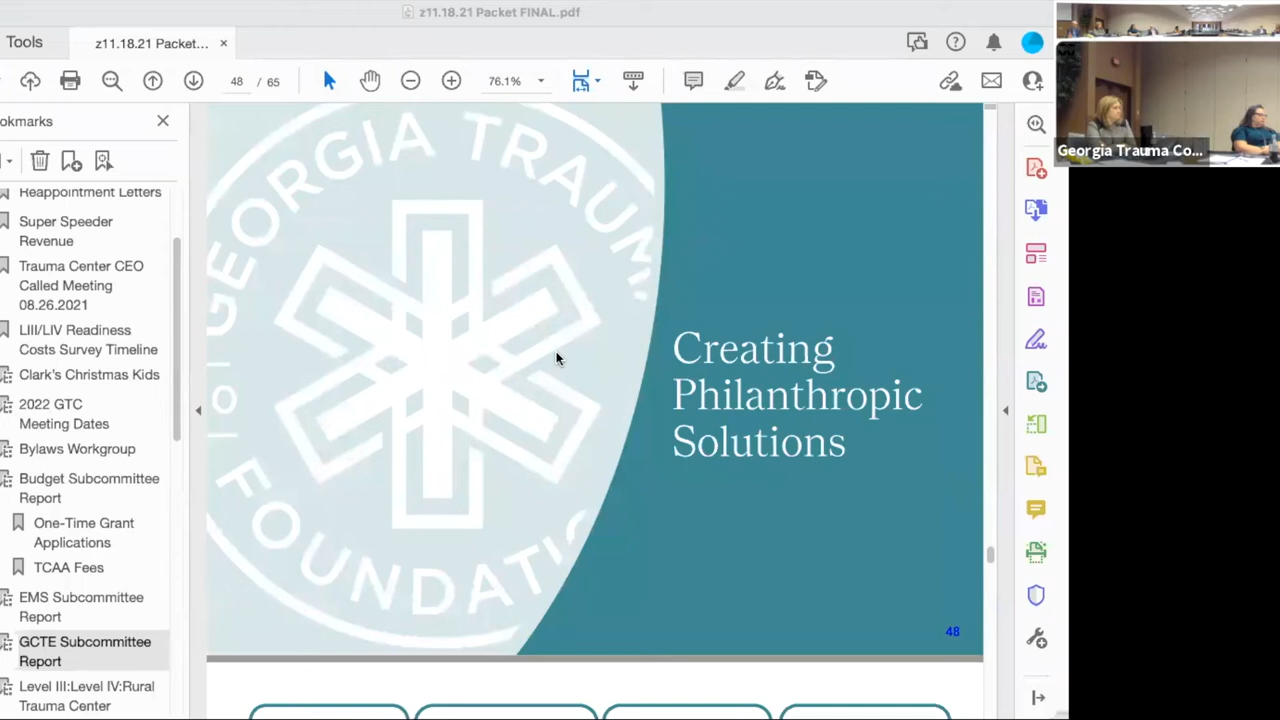 z11.18.21 Packet FINAL.pdf
Tools
z11.18.21 Packet... ×
48 / 65
76.1%
okmarks
Reappointment Letters
Super Speeder
Revenue
Trauma Center CEO
Called Meeting
08.26.2021
LIII/LIV Readiness
Costs Survey Timeline
Clark's Christmas Kids
2022 GTC
Meeting Dates
Bylaws Workgroup
Budget Subcommittee
Report
One-Time Grant
Applications
TCAA Fees
EMS Subcommittee
Report
GCTE Subcommittee
Report
Level III:Level IV:Rural
Trauma Center
GEORGIA TRAUM
FOUNDATIO
Creating
Philanthropic
Solutions
48
Georgia Trauma Co...